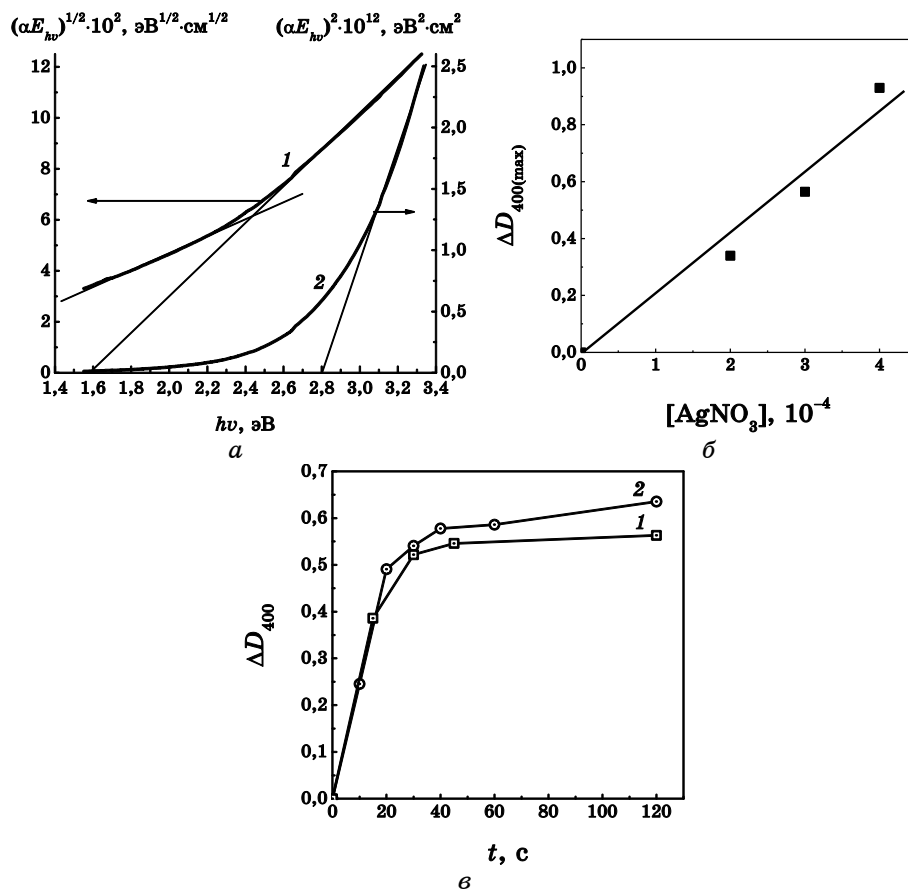 (αE_hν)^1/2·10^2, эВ^1/2·см^1/2
(αE_hν)^2·10^12, эВ^2·см^2
12
10
8
6
4
2
0
2,5
2,0
1,5
1,0
0,5
0,0
1
2
1,4 1,6 1,8 2,0 2,2 2,4 2,6 2,8 3,0 3,2 3,4
hν, эВ
а
ΔD_400(max)
1,0
0,8
0,6
0,4
0,2
0,0
0 1 2 3 4
[AgNO_3], 10^–4
б
ΔD_400
0,7
0,6
0,5
0,4
0,3
0,2
0,1
0,0
2
1
0 20 40 60 80 100 120
t, с
в